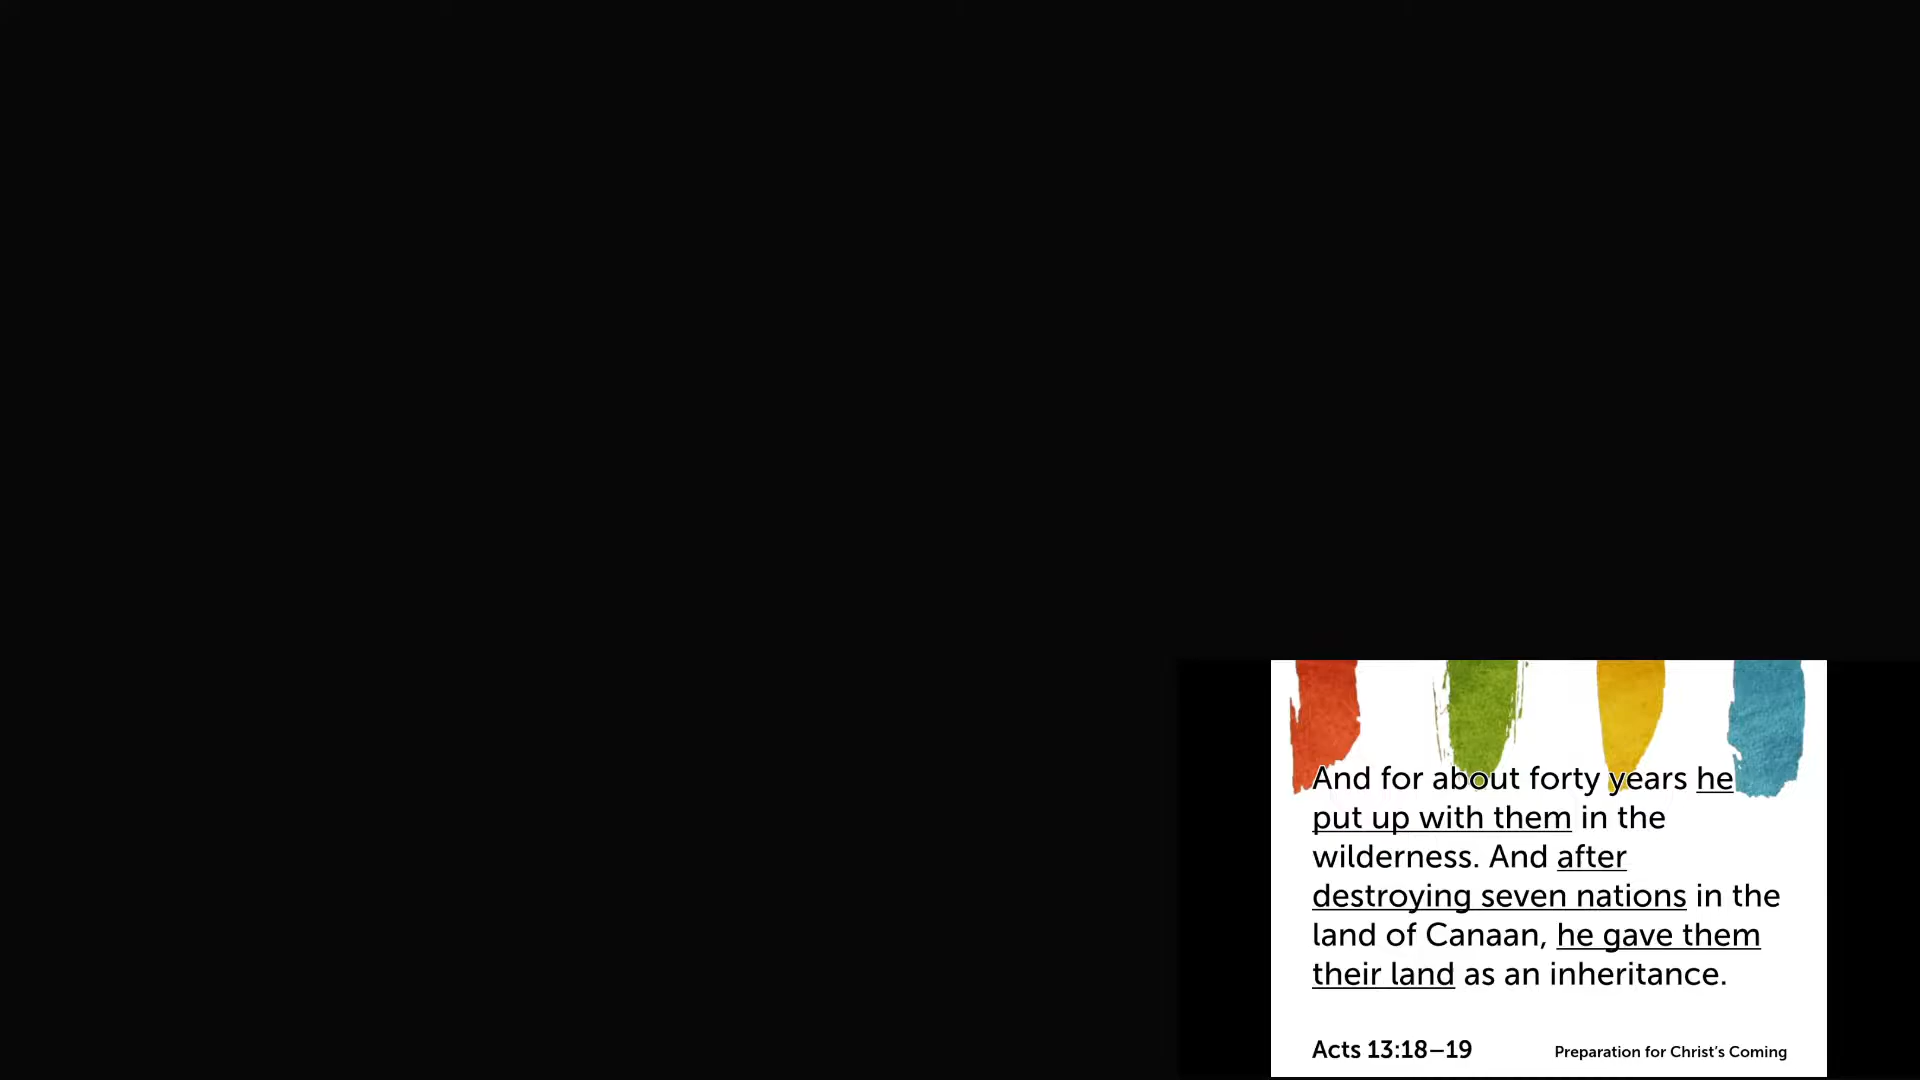 And for about forty years he
put up with them in the
wilderness. And after
destroying seven nations in the
land of Canaan, he gave them
their land as an inheritance.
Acts 13:18–19
Preparation for Christ's Coming